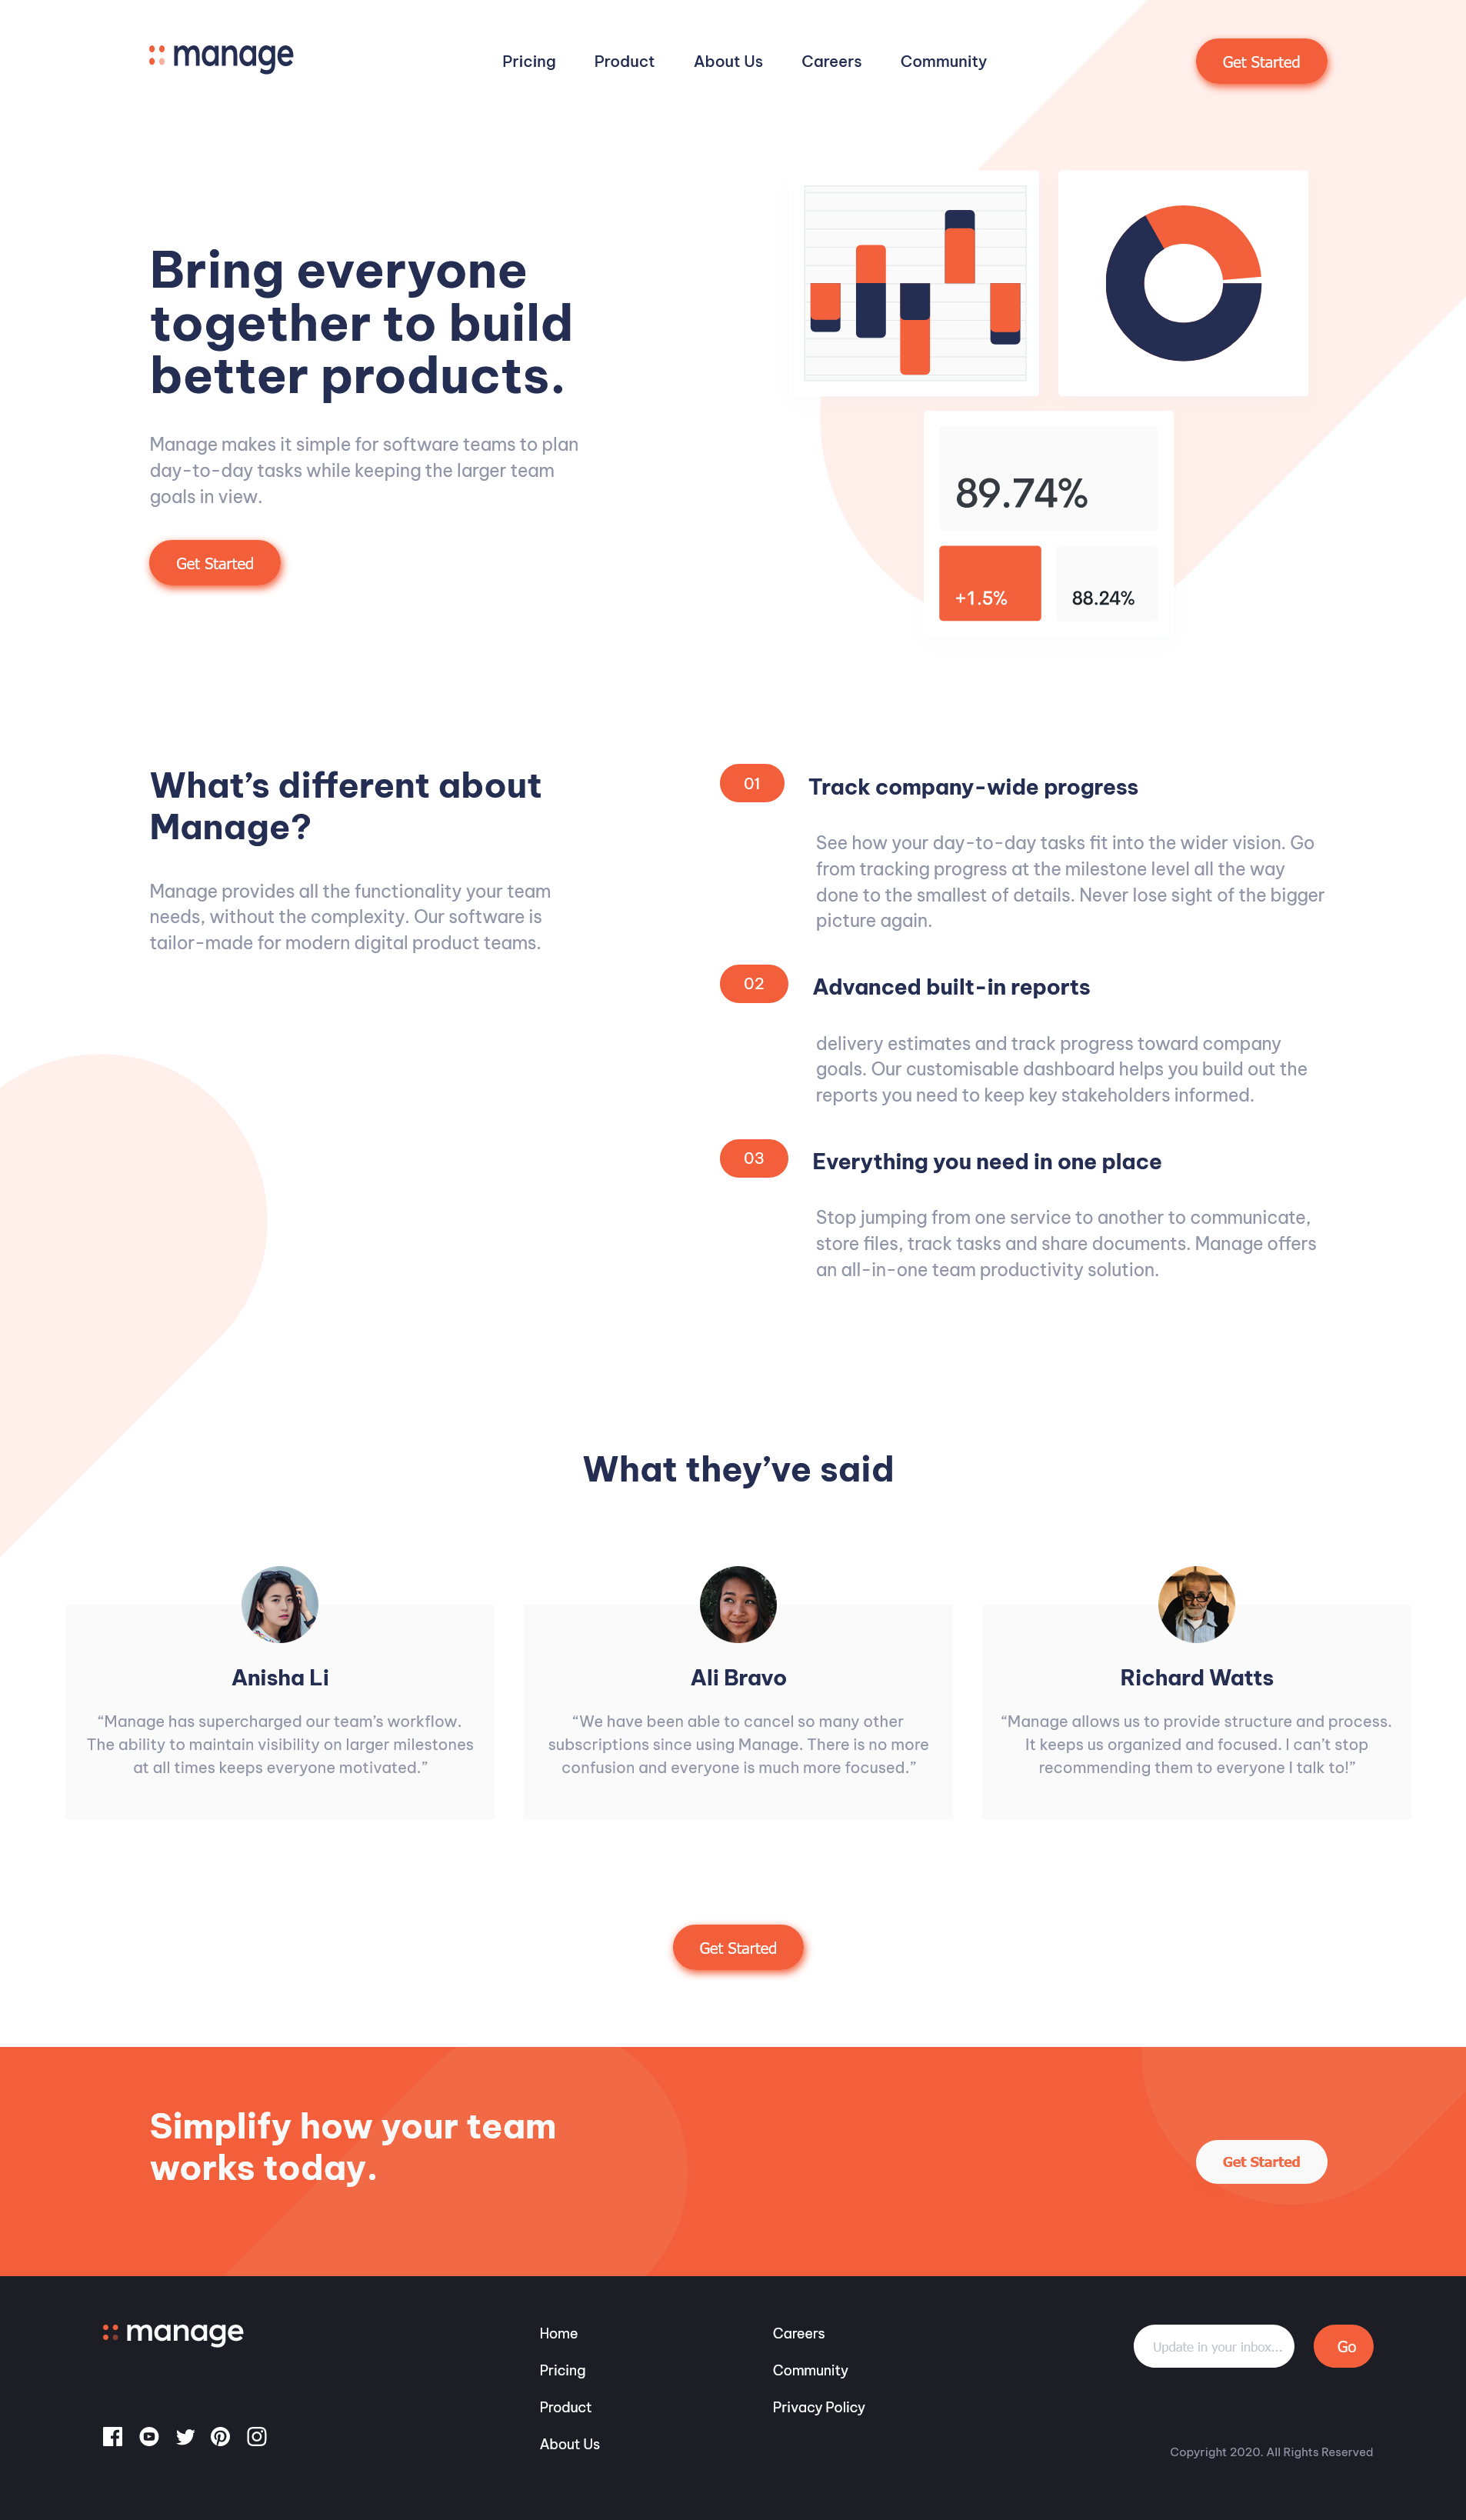 manage
Pricing Product About Us Careers Community
Get Started
Bring everyone
together to build
better products.
Manage makes it simple for software teams to plan
day-to-day tasks while keeping the larger team
goals in view.
Get Started
89.74%
+1.5%
88.24%
What’s different about
Manage?
Manage provides all the functionality your team
needs, without the complexity. Our software is
tailor-made for modern digital product teams.
01
Track company-wide progress
See how your day-to-day tasks fit into the wider vision. Go
from tracking progress at the milestone level all the way
done to the smallest of details. Never lose sight of the bigger
picture again.
02
Advanced built-in reports
delivery estimates and track progress toward company
goals. Our customisable dashboard helps you build out the
reports you need to keep key stakeholders informed.
03
Everything you need in one place
Stop jumping from one service to another to communicate,
store files, track tasks and share documents. Manage offers
an all-in-one team productivity solution.
What they’ve said
Anisha Li
“Manage has supercharged our team’s workflow.
The ability to maintain visibility on larger milestones
at all times keeps everyone motivated.”
Ali Bravo
“We have been able to cancel so many other
subscriptions since using Manage. There is no more
confusion and everyone is much more focused.”
Richard Watts
“Manage allows us to provide structure and process.
It keeps us organized and focused. I can’t stop
recommending them to everyone I talk to!”
Get Started
Simplify how your team
works today.
Get Started
manage
Home
Pricing
Product
About Us
Careers
Community
Privacy Policy
Update in your inbox...
Go
Copyright 2020. All Rights Reserved